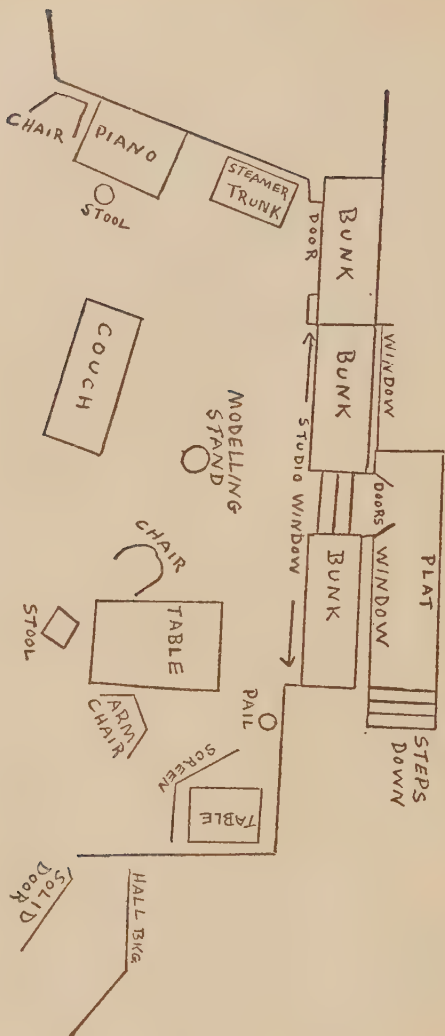 CHAIR
PIANO
STOOL
STEAMER
TRUNK
DOOR
BUNK
BUNK
WINDOW
COUCH
MODELLING
STAND
STUDIO WINDOW
DOORS
PLAT
WINDOW
BUNK
CHAIR
STOOL
TABLE
ARM
CHAIR
PAIL
SCREEN
TABLE
STEPS
DOWN
SOLID
DOOR
HALL BKG